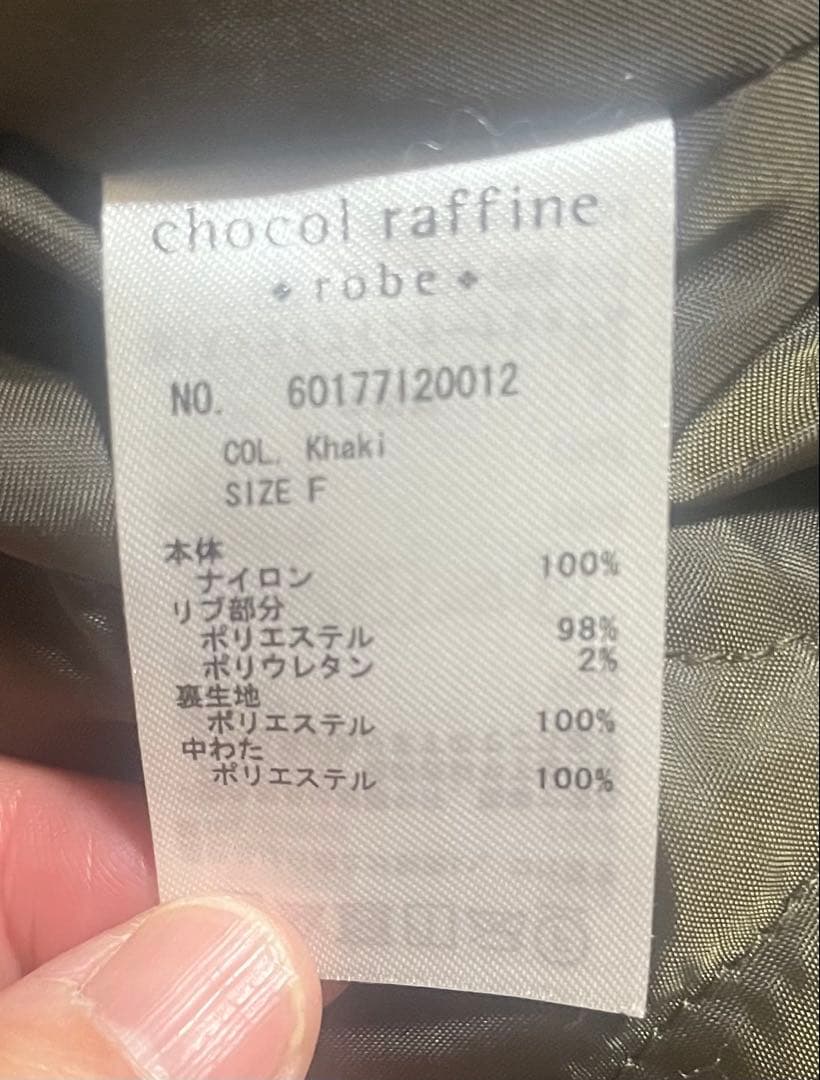 chocol raffine
robe
NO. 60177120012
COL. Khaki
SIZE F
本体
ナイロン 100%
リブ部分
ポリエステル 98%
ポリウレタン 2%
裏生地
ポリエステル 100%
中わた
ポリエステル 100%